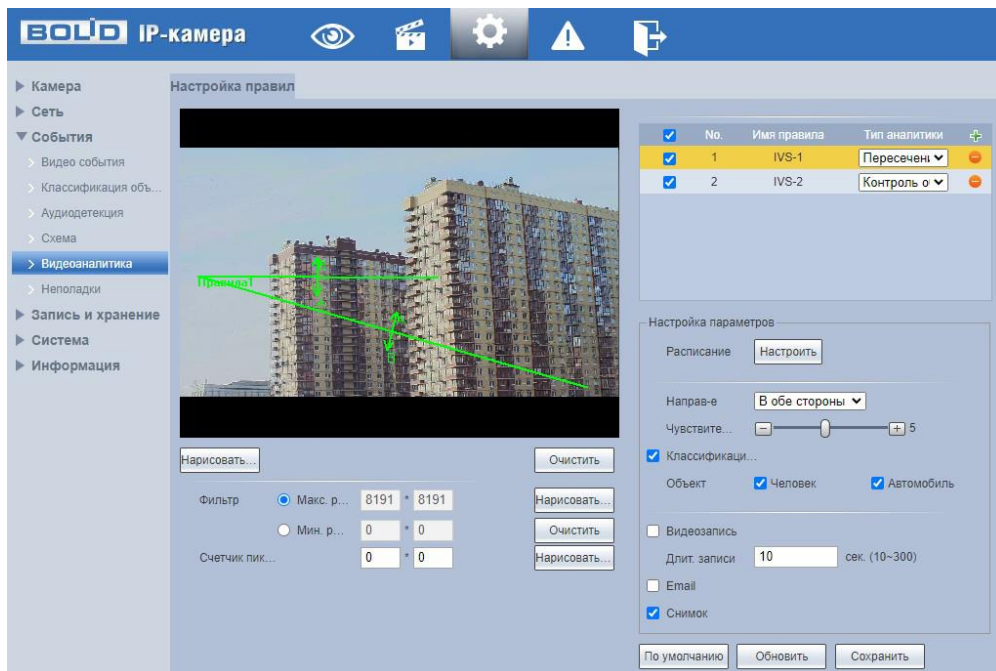 BOLID IP-камера
Камера
Сеть
События
Видео события
Классификация объ...
Аудиодетекция
Схема
Видеоаналитика
Неполадки
Запись и хранение
Система
Информация
Настройка правил
Правила1
Нарисовать... Очистить
Фильтр Макс. р... 8191 * 8191 Нарисовать...
Мин. р... 0 * 0 Очистить
Счетчик пик... 0 * 0 Нарисовать...
No. Имя правила Тип аналитики
1 IVS-1 Пересечени
2 IVS-2 Контроль о
Настройка параметров
Расписание Настроить
Направ-е В обе стороны
Чувствите... 5
Классификаци...
Объект Человек Автомобиль
Видеозапись
Длит. записи 10 сек. (10~300)
Email
Снимок
По умолчанию Обновить Сохранить